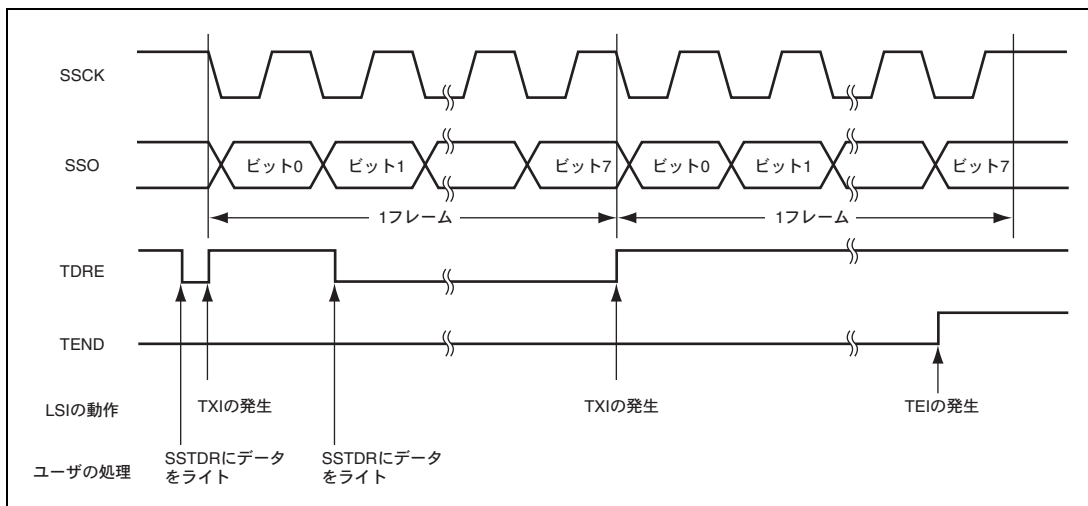 SSCK
SSO
ビット0
ビット1
ビット7
ビット0
ビット1
ビット7
1フレーム
1フレーム
TDRE
TEND
LSIの動作
TXIの発生
TXIの発生
TEIの発生
ユーザの処理
SSTDRにデータ
をライト
SSTDRにデータ
をライト